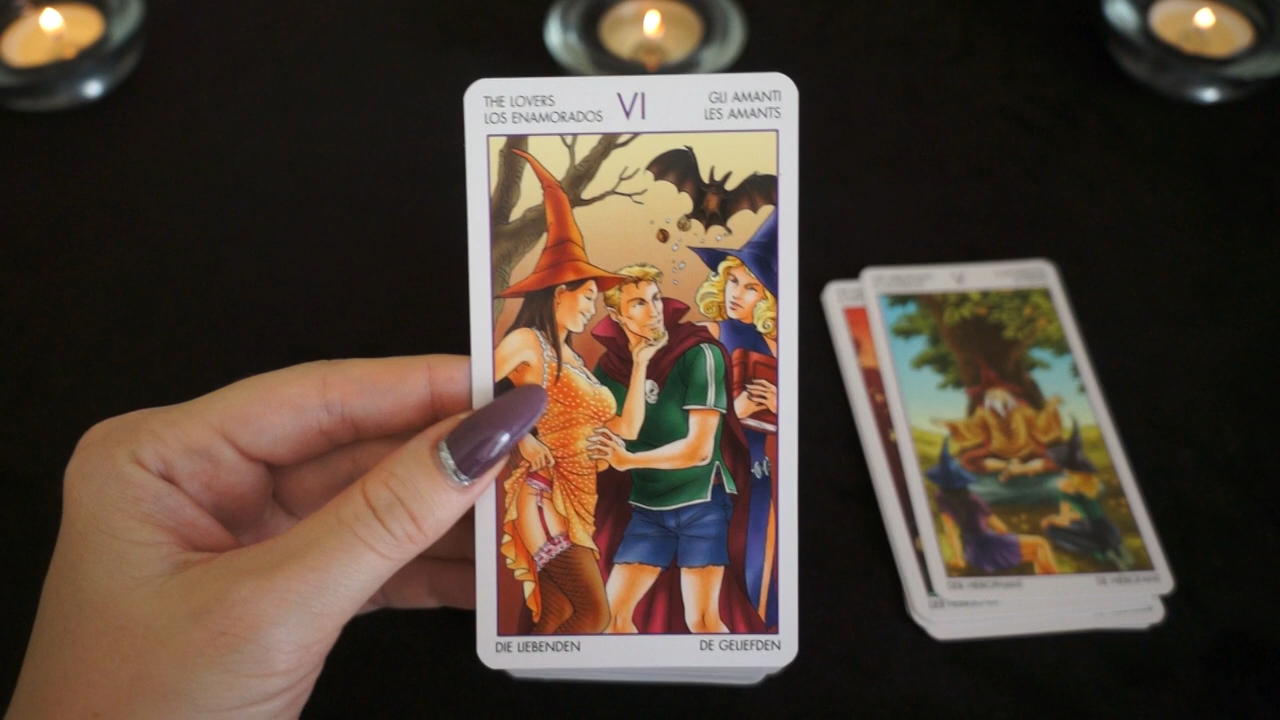 THE LOVERS
LOS ENAMORADOS
VI
GLI AMANTI
LES AMANTS
DIE LIEBENDEN
DE GELIEFDEN